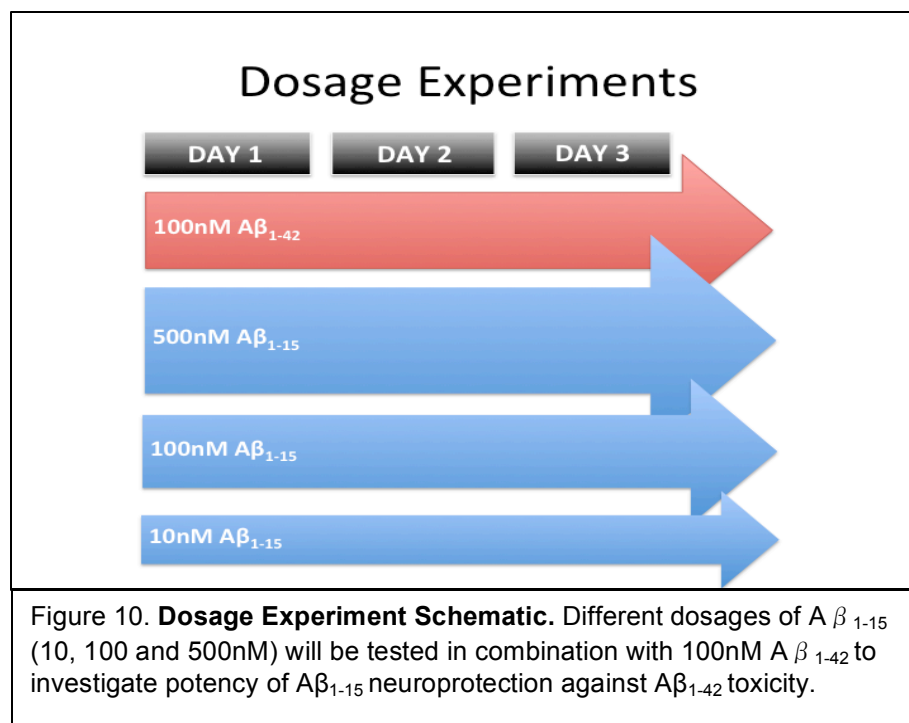 Dosage Experiments
DAY 1 DAY 2 DAY 3
100nM Aβ1-42
500nM Aβ1-15
100nM Aβ1-15
10nM Aβ1-15
Figure 10. Dosage Experiment Schematic. Different dosages of A β 1-15
(10, 100 and 500nM) will be tested in combination with 100nM A β 1-42 to
investigate potency of Aβ1-15 neuroprotection against Aβ1-42 toxicity.